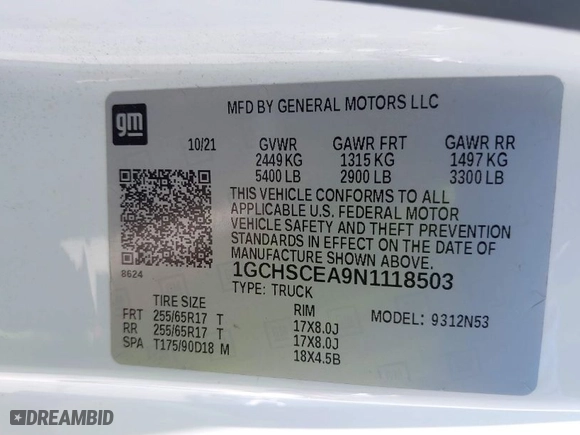 gm
MFD BY GENERAL MOTORS LLC
10/21 GVWR GAWR FRT GAWR RR
2449 KG 1315 KG 1497 KG
5400 LB 2900 LB 3300 LB
THIS VEHICLE CONFORMS TO ALL
APPLICABLE U.S. FEDERAL MOTOR
VEHICLE SAFETY AND THEFT PREVENTION
STANDARDS IN EFFECT ON THE DATE OF
MANUFACTURE SHOWN ABOVE.
8624
1GCHSCEA9N1118503
TYPE: TRUCK
TIRE SIZE RIM MODEL: 9312N53
FRT 255/65R17 T 17X8.0J
RR 255/65R17 T 17X8.0J
SPA T175/90D18 M 18X4.5B
DREAMBID